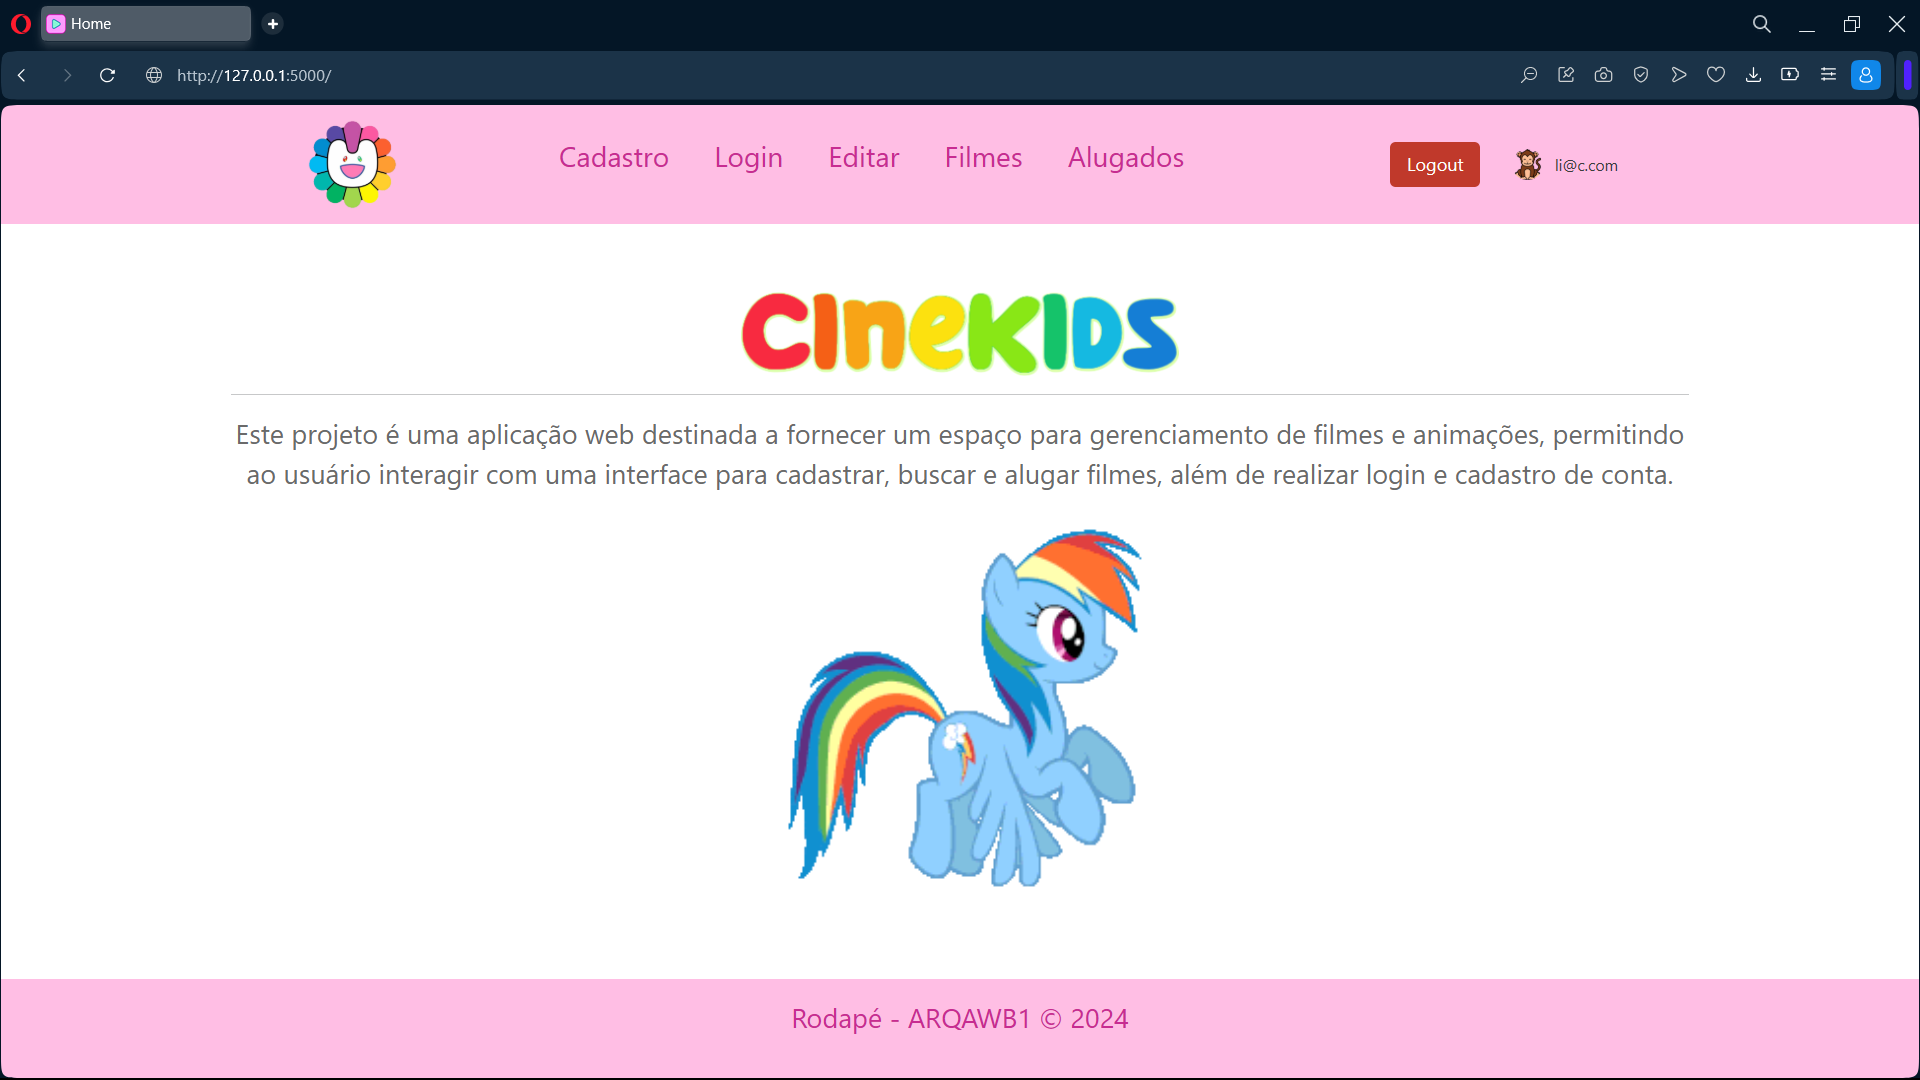 Home
http://127.0.0.1:5000/
Cadastro Login Editar Filmes Alugados Logout li@c.com
CINEKIDS
Este projeto é uma aplicação web destinada a fornecer um espaço para gerenciamento de filmes e animações, permitindo
ao usuário interagir com uma interface para cadastrar, buscar e alugar filmes, além de realizar login e cadastro de conta.
Rodapé - ARQAWB1 © 2024